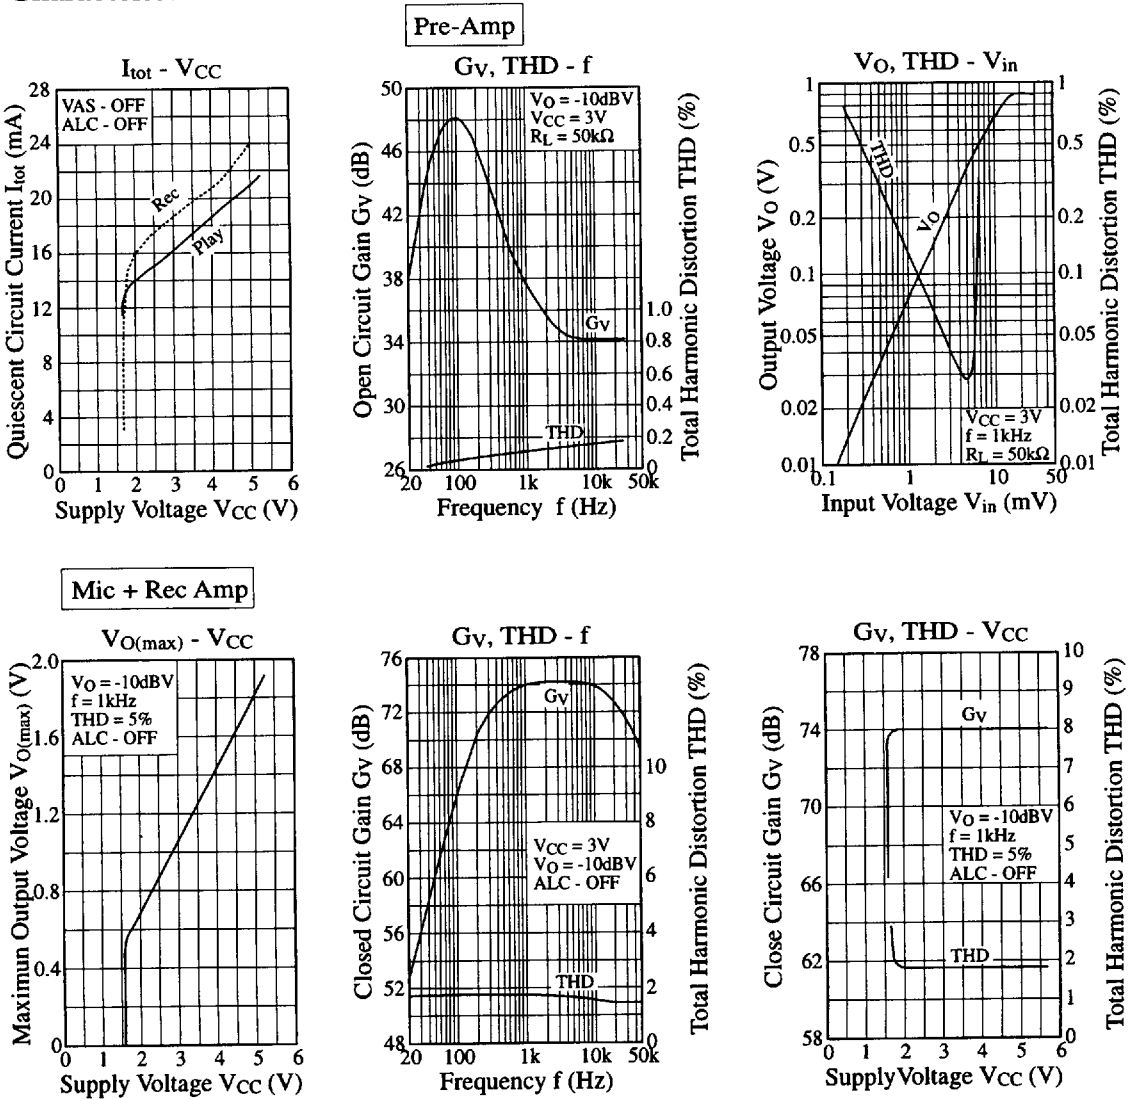 Pre-Amp
Itot - VCC
VAS - OFF
ALC - OFF
Rec
Play
Quiescent Circuit Current Itot (mA)
28
24
20
16
12
8
4
0
0 1 2 3 4 5 6
Supply Voltage VCC (V)
GV, THD - f
VO = -10dBV
VCC = 3V
RL = 50kΩ
GV
THD
Open Circuit Gain GV (dB)
50
46
42
38
34
30
26
Total Harmonic Distortion THD (%)
1.0
0.8
0.6
0.4
0.2
0
20 100 1k 10k 50k
Frequency f (Hz)
VO, THD - Vin
THD
VO
VCC = 3V
f = 1kHz
RL = 50kΩ
Output Voltage VO (V)
1
0.5
0.2
0.1
0.05
0.02
0.01
Total Harmonic Distortion THD (%)
1
0.5
0.2
0.1
0.05
0.02
0.01
0.1 1 10 50
Input Voltage Vin (mV)
Mic + Rec Amp
VO(max) - VCC
VO = -10dBV
f = 1kHz
THD = 5%
ALC - OFF
Maximun Output Voltage VO(max) (V)
2.0
1.6
1.2
0.8
0.4
0
0 1 2 3 4 5 6
Supply Voltage VCC (V)
GV, THD - f
GV
VCC = 3V
VO = -10dBV
ALC - OFF
THD
Closed Circuit Gain GV (dB)
76
72
68
64
60
56
52
48
Total Harmonic Distortion THD (%)
10
8
6
4
2
0
20 100 1k 10k 50k
Frequency f (Hz)
GV, THD - VCC
GV
VO = -10dBV
f = 1kHz
THD = 5%
ALC - OFF
THD
Close Circuit Gain GV (dB)
78
74
70
66
62
58
Total Harmonic Distortion THD (%)
10
9
8
7
6
5
4
3
2
1
0
0 1 2 3 4 5 6
Supply Voltage VCC (V)